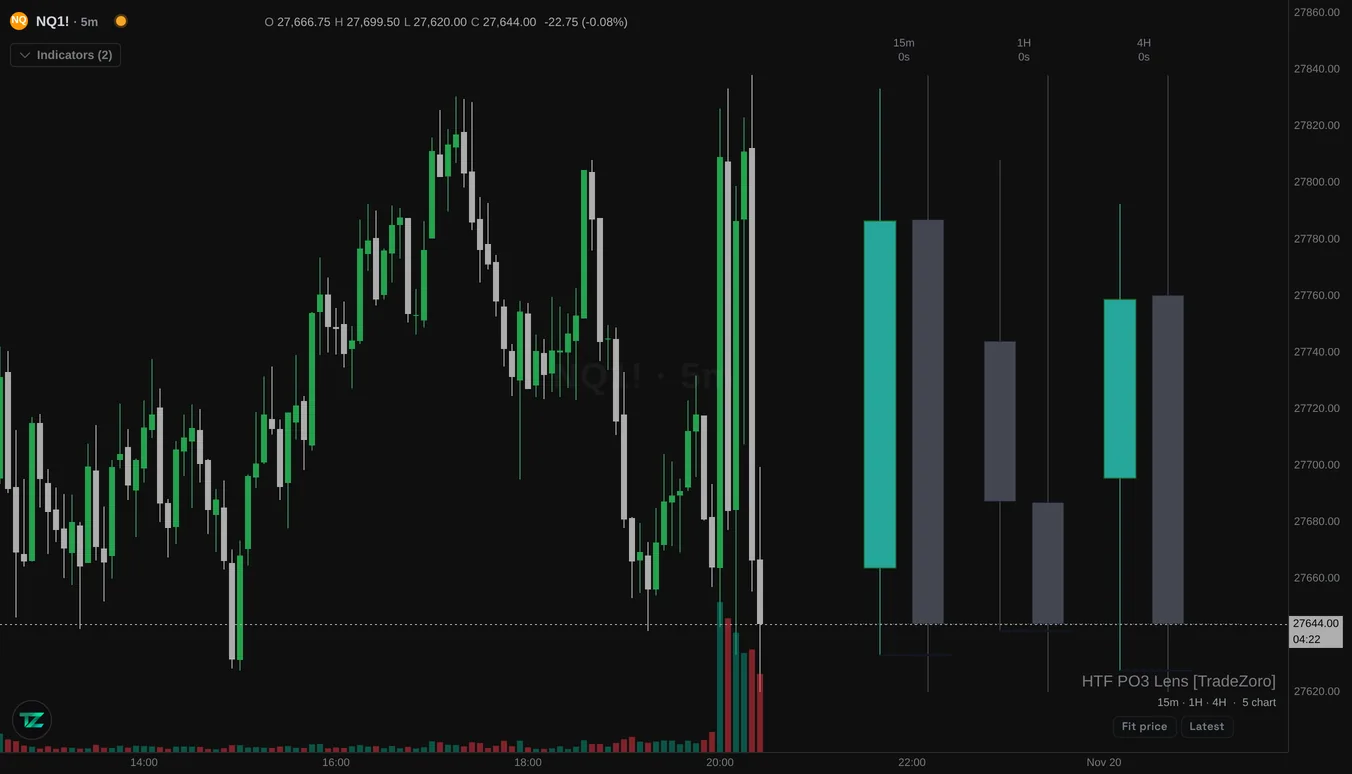 NQ NQ1! · 5m
O 27,666.75 H 27,699.50 L 27,620.00 C 27,644.00 -22.75 (-0.08%)
Indicators (2)
15m 1H 4H
0s 0s 0s
27860.00
27840.00
27820.00
27800.00
27780.00
27760.00
27740.00
27720.00
27700.00
27680.00
27660.00
27644.00
04:22
27620.00
NQ1! · 5m
HTF PO3 Lens [TradeZoro]
15m · 1H · 4H · 5 chart
Fit price Latest
TZ
14:00 16:00 18:00 20:00 22:00 Nov 20